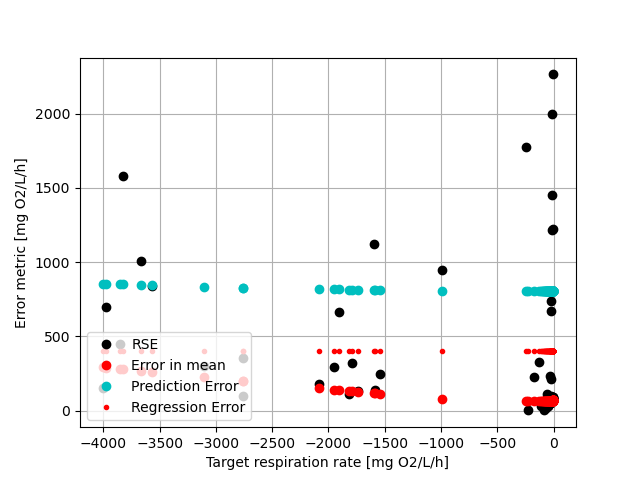 2000
1500
1000
500
0
Error metric [mg O2/L/h]
RSE
Error in mean
Prediction Error
Regression Error
−4000 −3500 −3000 −2500 −2000 −1500 −1000 −500 0
Target respiration rate [mg O2/L/h]